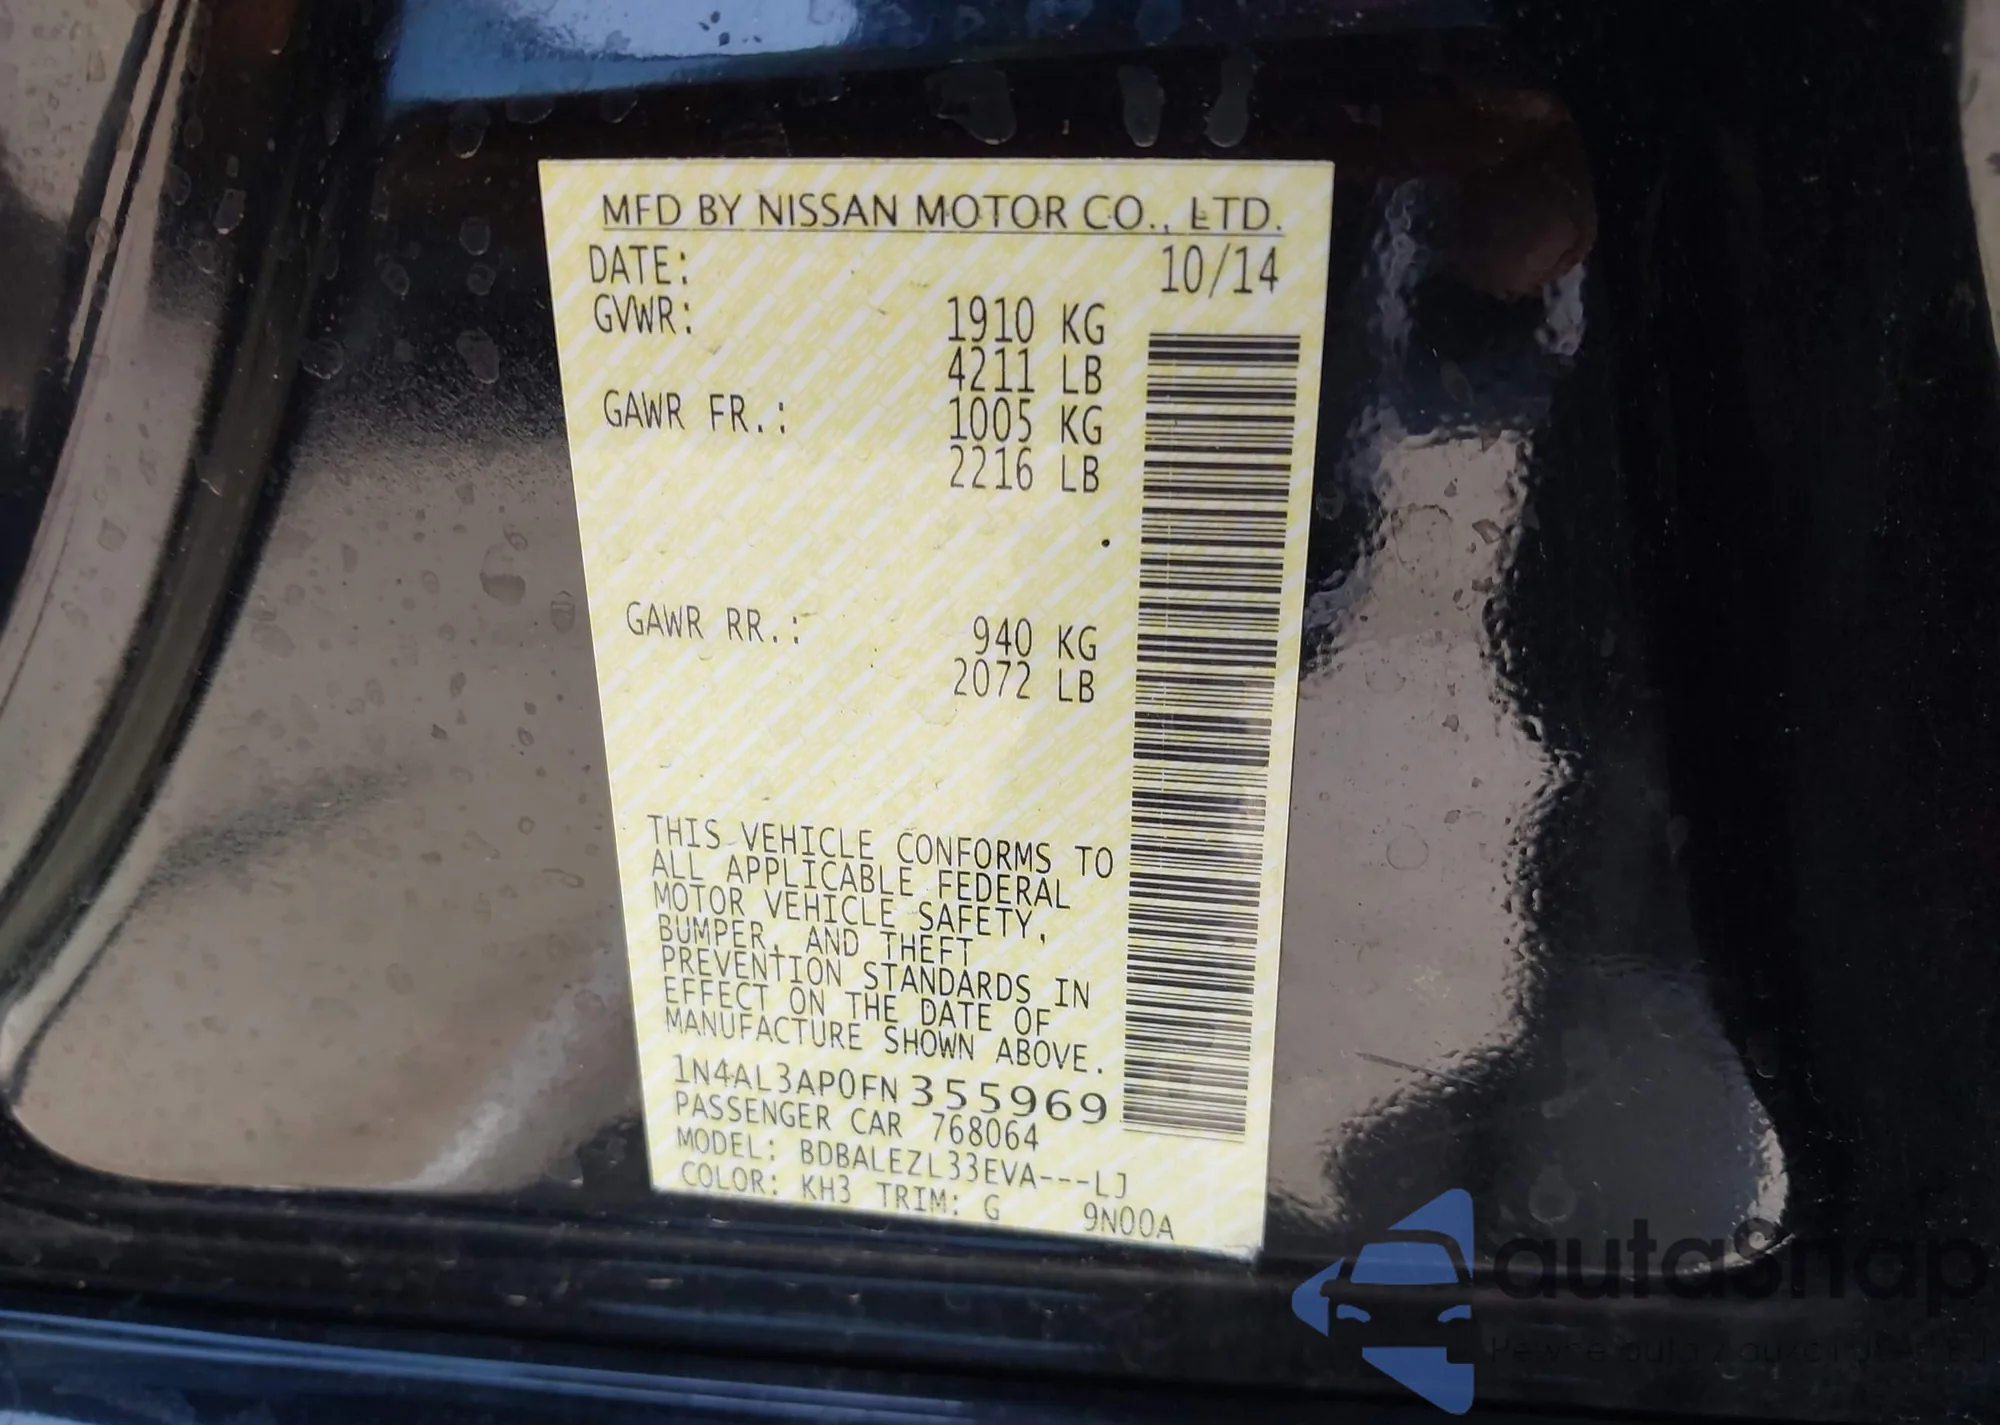 MFD BY NISSAN MOTOR CO., LTD.
DATE: 10/14
GVWR: 1910 KG
4211 LB
GAWR FR.: 1005 KG
2216 LB
GAWR RR.: 940 KG
2072 LB
THIS VEHICLE CONFORMS TO
ALL APPLICABLE FEDERAL
MOTOR VEHICLE SAFETY,
BUMPER, AND THEFT
PREVENTION STANDARDS IN
EFFECT ON THE DATE OF
MANUFACTURE SHOWN ABOVE.
1N4AL3AP0FN 355969
PASSENGER CAR 768064
MODEL: BDBALEZL33EVA---LJ
COLOR: KH3 TRIM: G 9N00A
autasnap